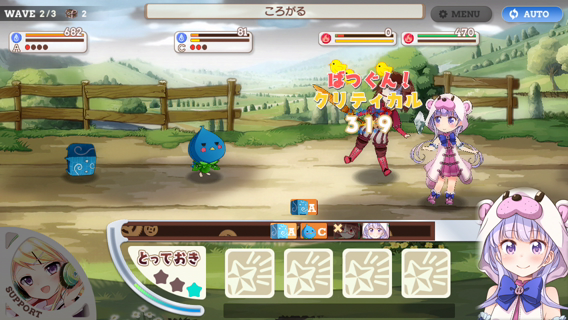 WAVE 2/3 2
ころがる
MENU
AUTO
682
A
81
C
0
470
ばつぐん!
クリティカル
319
A
A
C
とっておき
SUPPORT